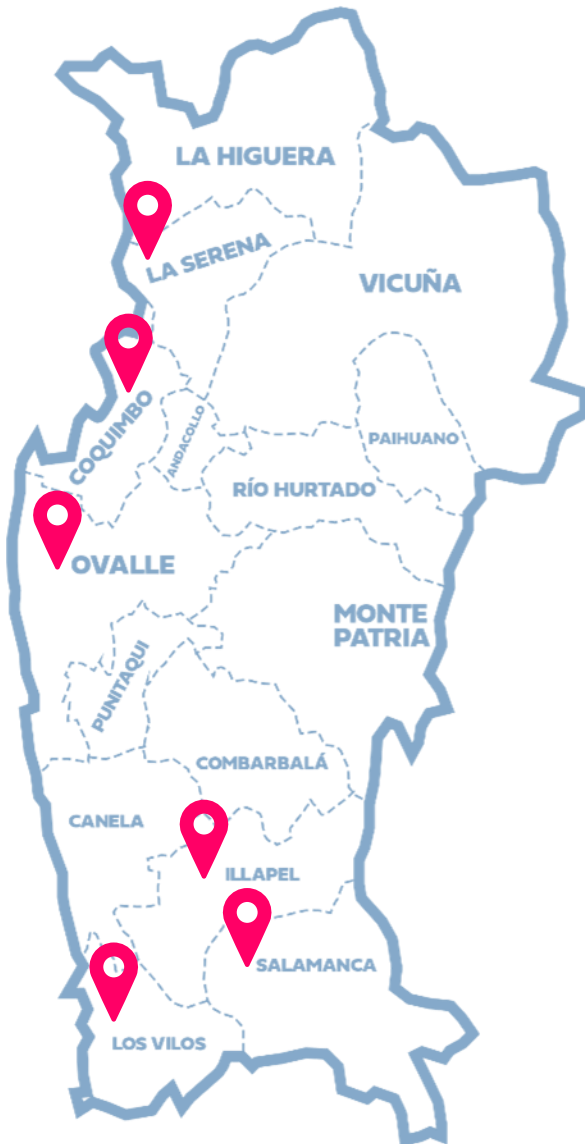 LA HIGUERA
LA SERENA
VICUÑA
COQUIMBO
ANDACOLLO
PAIHUANO
RÍO HURTADO
OVALLE
MONTE
PATRIA
PUNITAQUI
COMBARBALÁ
CANELA
ILLAPEL
SALAMANCA
LOS VILOS